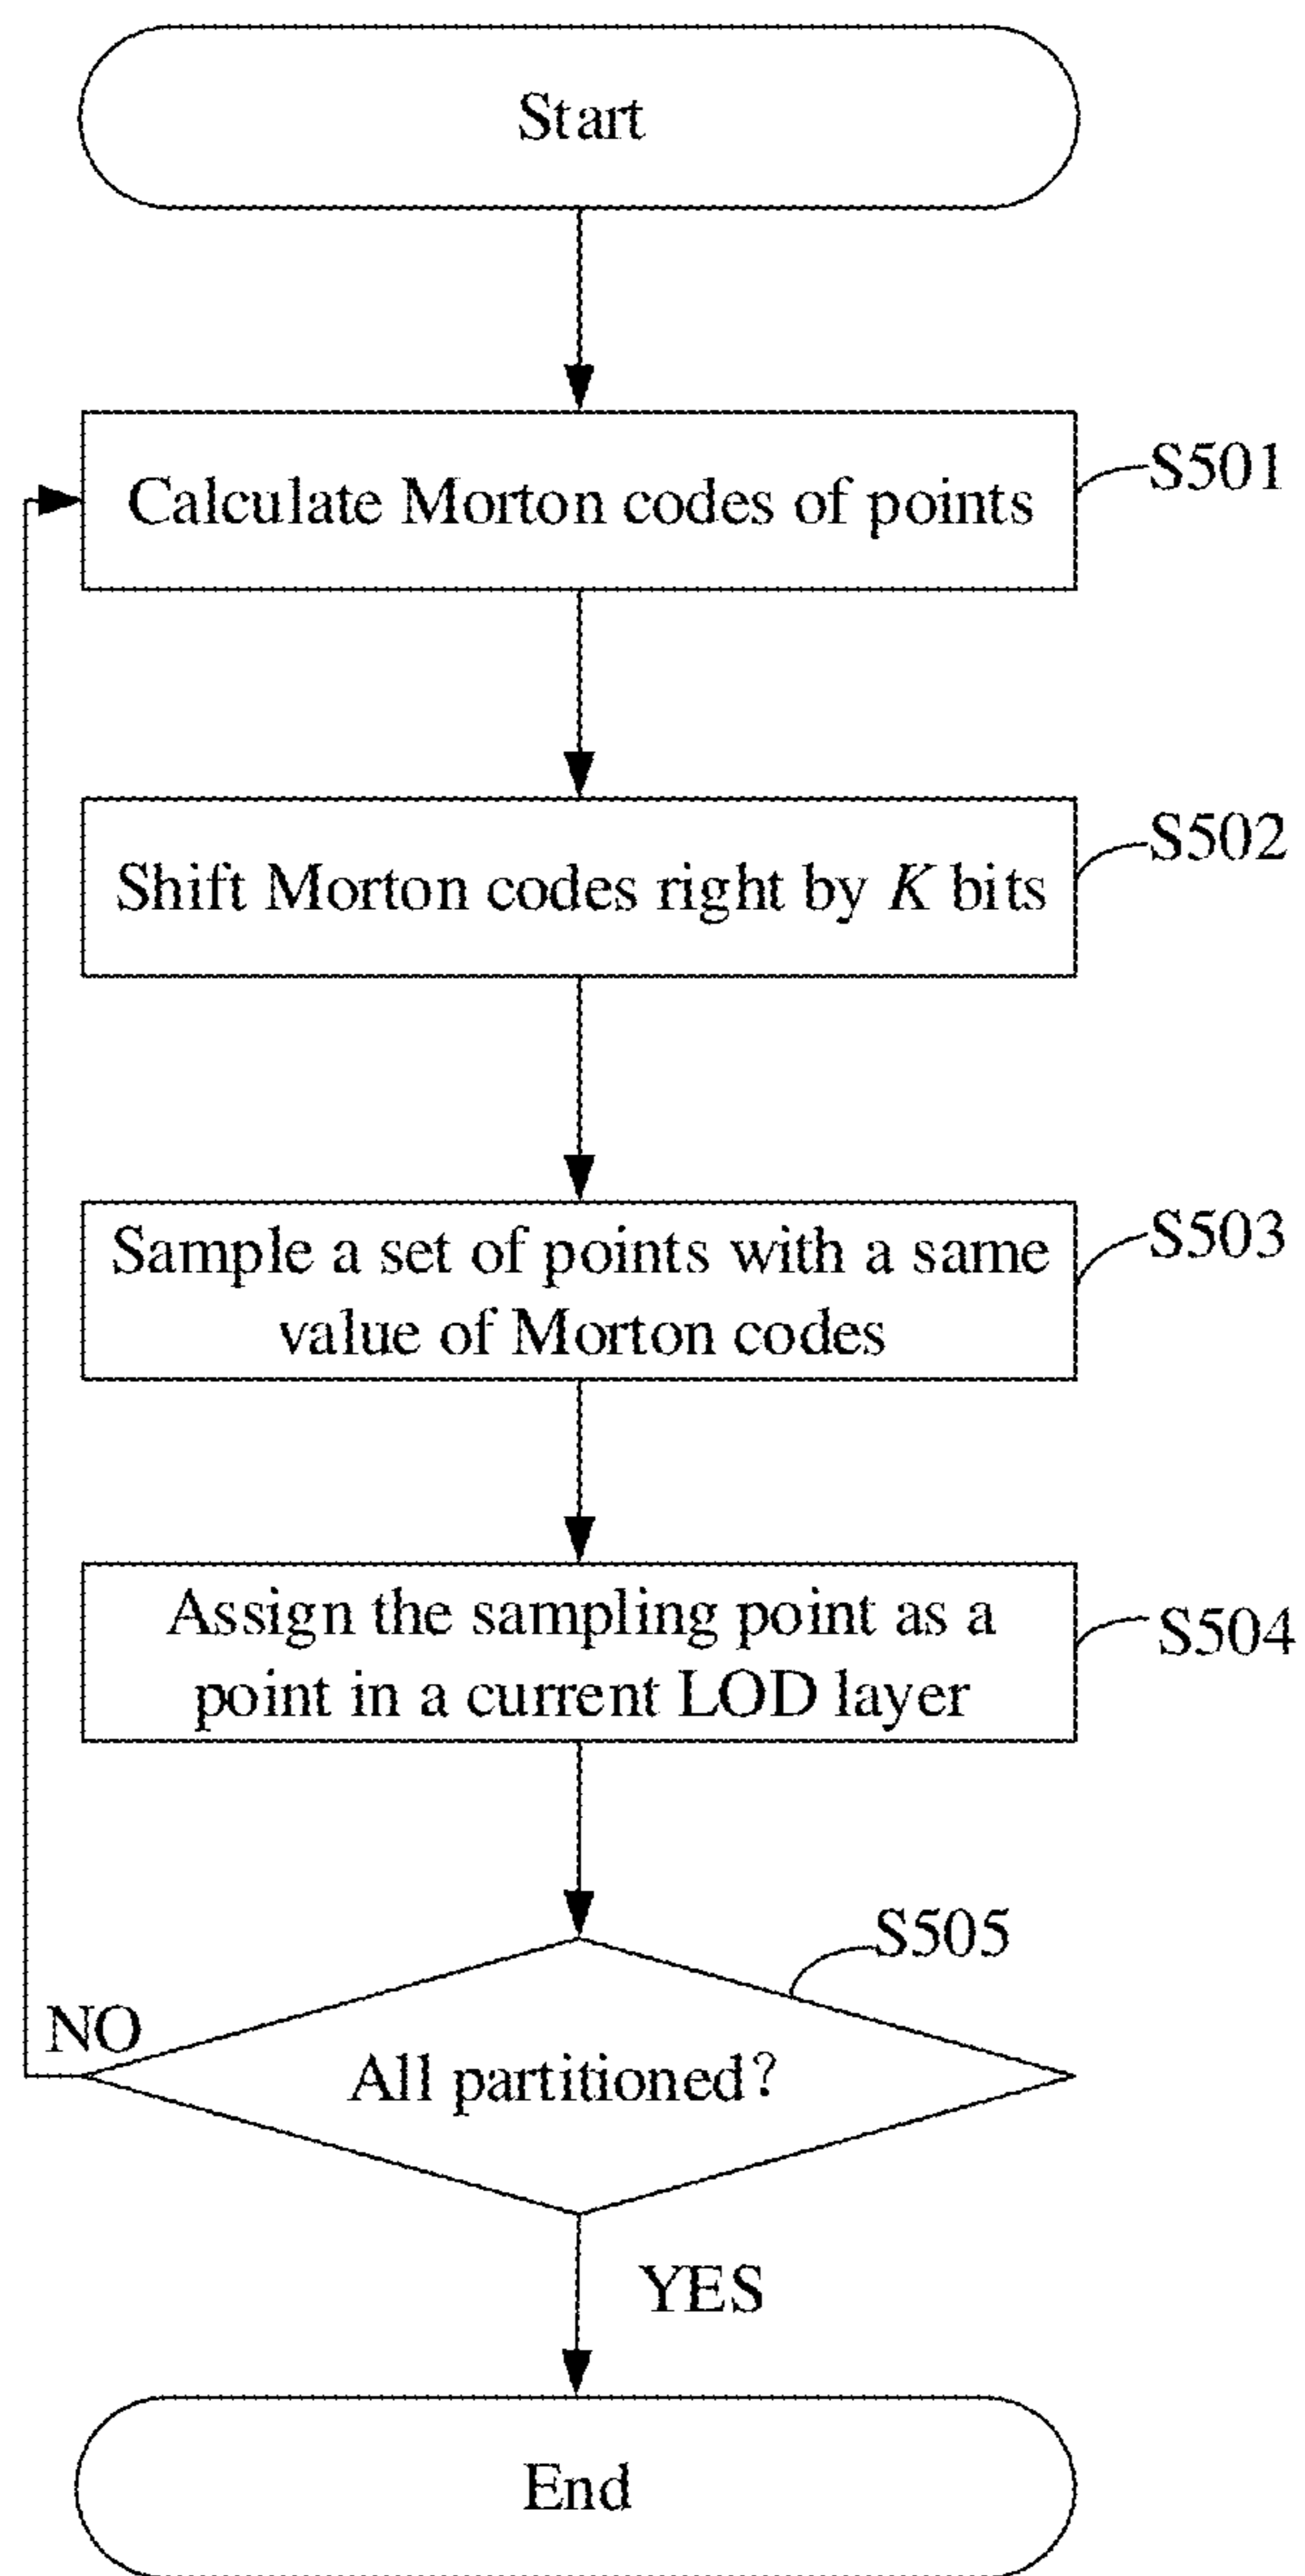 Start
Calculate Morton codes of points
S501
Shift Morton codes right by K bits
S502
Sample a set of points with a same
value of Morton codes
S503
Assign the sampling point as a
point in a current LOD layer
S504
S505
NO
All partitioned?
YES
End